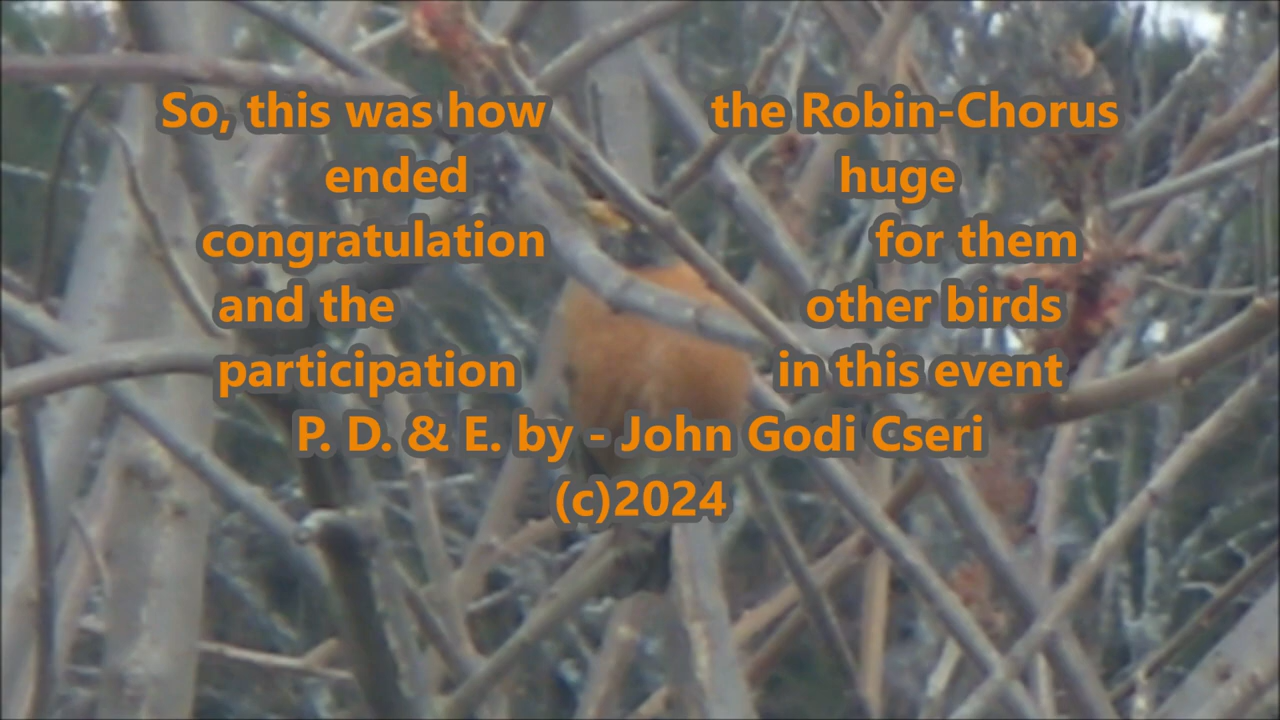 So, this was how the Robin-Chorus
ended huge
congratulation for them
and the other birds
participation in this event
P. D. & E. by - John Godi Cseri
(c)2024